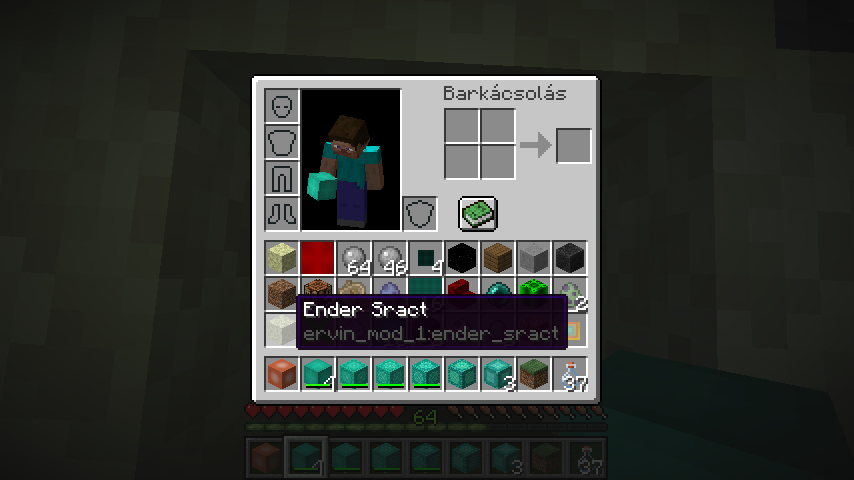 Barkácsolás
64 46 4
2
Ender Sract
ervin_mod_1:ender_sract
4 3 37
64
4 3 37